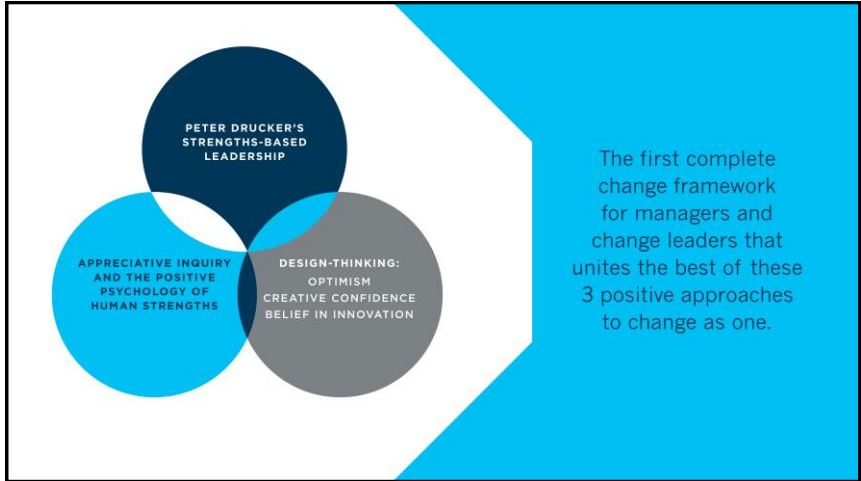 PETER DRUCKER'S
STRENGTHS-BASED
LEADERSHIP
APPRECIATIVE INQUIRY
AND THE POSITIVE
PSYCHOLOGY OF
HUMAN STRENGTHS
DESIGN-THINKING:
OPTIMISM
CREATIVE CONFIDENCE
BELIEF IN INNOVATION
The first complete
change framework
for managers and
change leaders that
unites the best of these
3 positive approaches
to change as one.